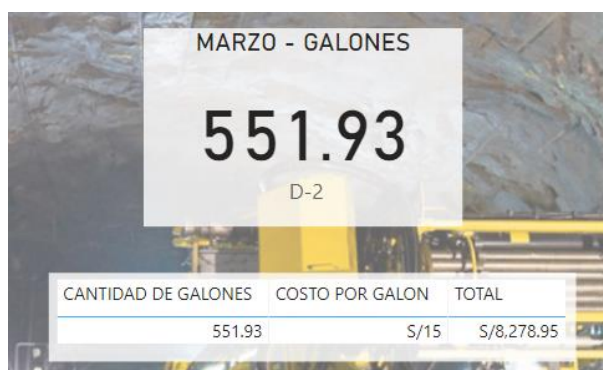 MARZO - GALONES
551.93
D-2
CANTIDAD DE GALONES COSTO POR GALON TOTAL
551.93 S/15 S/8,278.95